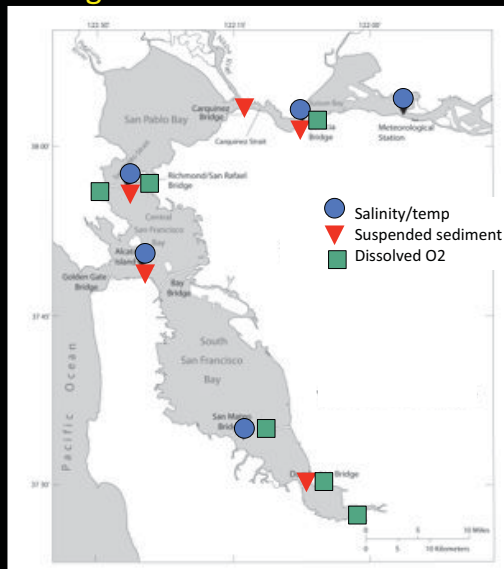 122 30'
122 15'
122 00'
Carquinez
Bridge
San Pablo Bay
Carquinez Strait
Bridge
Meteorological
Station
38 00'
Richmond/San Rafael
Bridge
Central
San Francisco
Bay
Island
Golden Gate
Bridge
Bay
Bridge
37 45'
South
San Francisco
Bay
Pacific Ocean
San Mateo
Bridge
37 30'
Salinity/temp
Suspended sediment
Dissolved O2
0 5 10 Miles
0 5 10 Kilometers